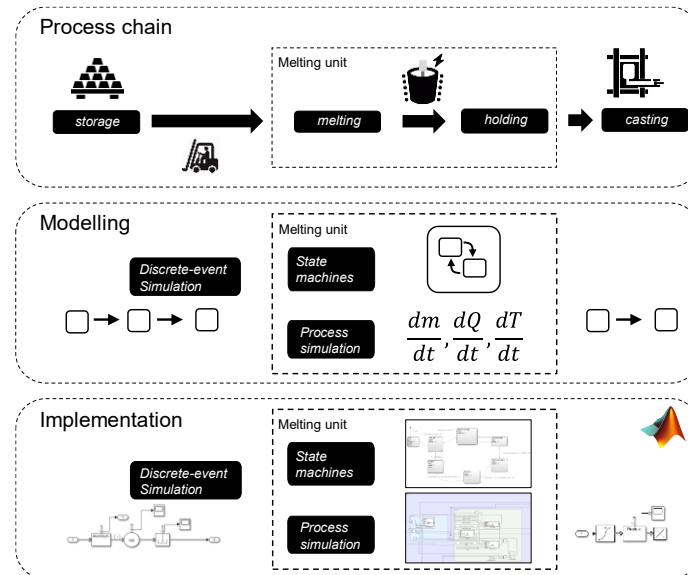 Process chain
Melting unit
storage
melting
holding
casting
Modelling
Melting unit
Discrete-event
Simulation
State
machines
Process
simulation
dm/dt, dQ/dt, dT/dt
Implementation
Melting unit
Discrete-event
Simulation
State
machines
Process
simulation